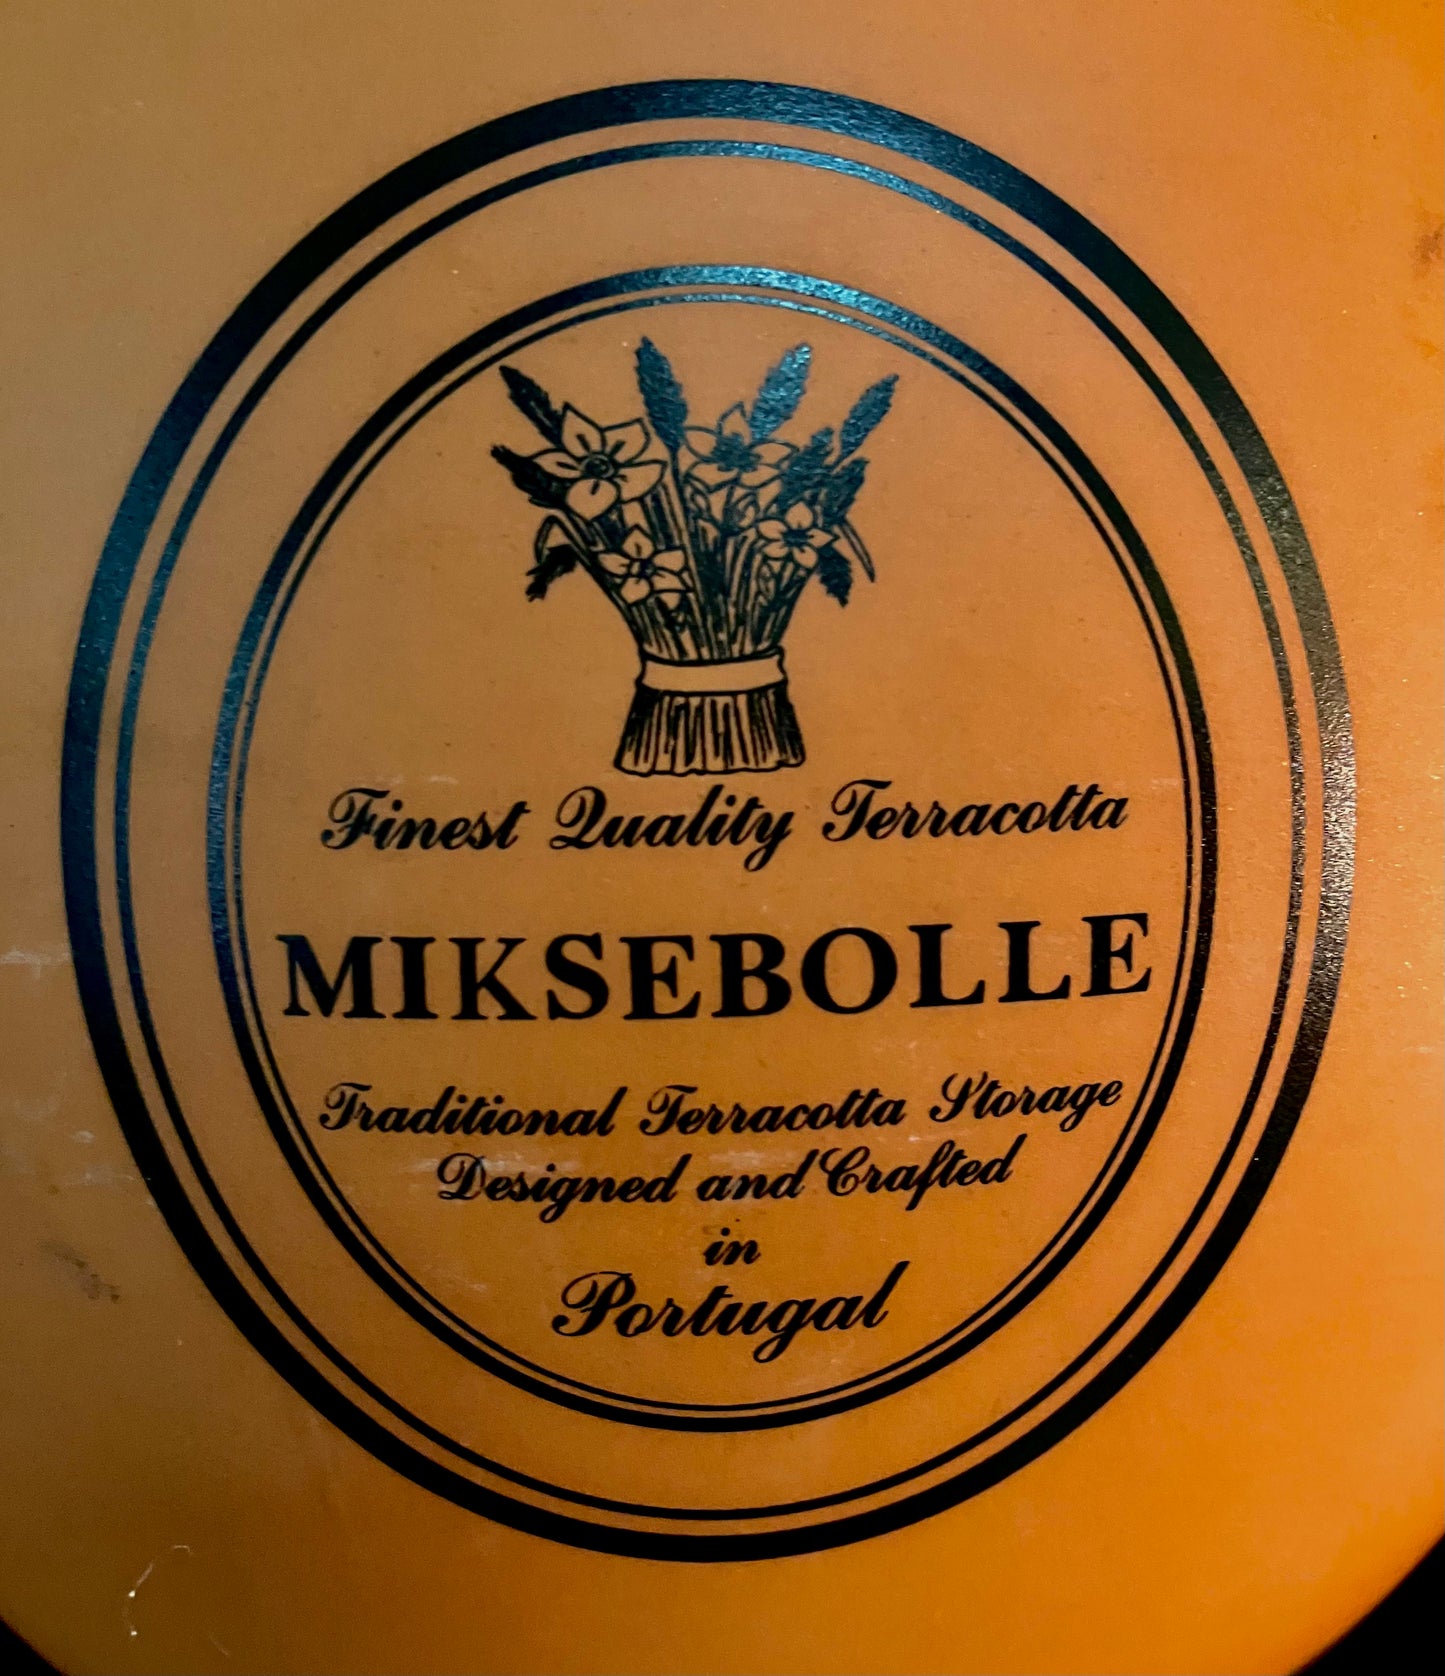 Finest Quality Terracotta
MIKSEBOLLE
Traditional Terracotta Storage
Designed and Crafted
in
Portugal